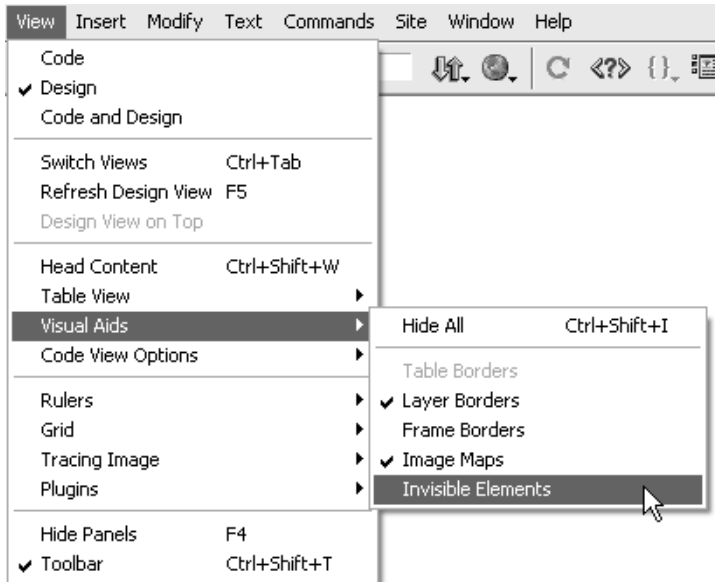 View Insert Modify Text Commands Site Window Help
Code
Design
Code and Design
Switch Views Ctrl+Tab
Refresh Design View F5
Design View on Top
Head Content Ctrl+Shift+W
Table View
Visual Aids
Code View Options
Rulers
Grid
Tracing Image
Plugins
Hide Panels F4
Toolbar Ctrl+Shift+T
Hide All Ctrl+Shift+I
Table Borders
Layer Borders
Frame Borders
Image Maps
Invisible Elements
<?>
{}